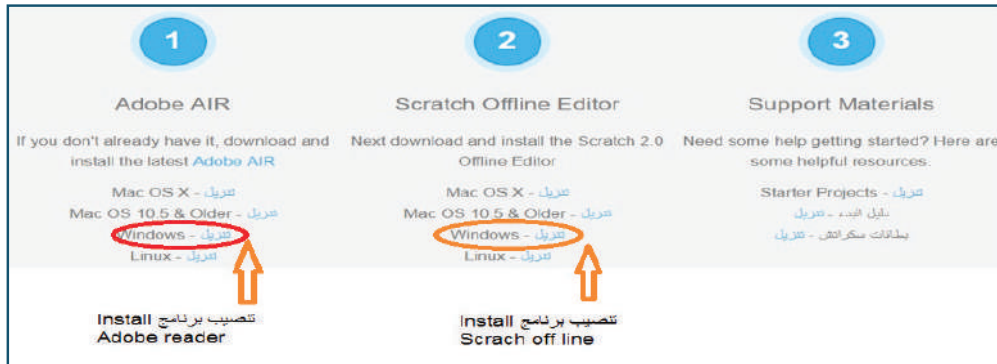 1
Adobe AIR
If you don't already have it, download and
install the latest Adobe AIR
Mac OS X - تنزيل
Mac OS 10.5 & Older - تنزيل
Windows - تنزيل
Linux - تنزيل
تنصيب برنامج Install
Adobe reader
2
Scratch Offline Editor
Next download and install the Scratch 2.0
Offline Editor
Mac OS X - تنزيل
Mac OS 10.5 & Older - تنزيل
Windows - تنزيل
Linux - تنزيل
تنصيب برنامج Install
Scrach off line
3
Support Materials
Need some help getting started? Here are
some helpful resources.
Starter Projects - تنزيل
دليل البدء - تنزيل
بطاقات سكراتش - تنزيل